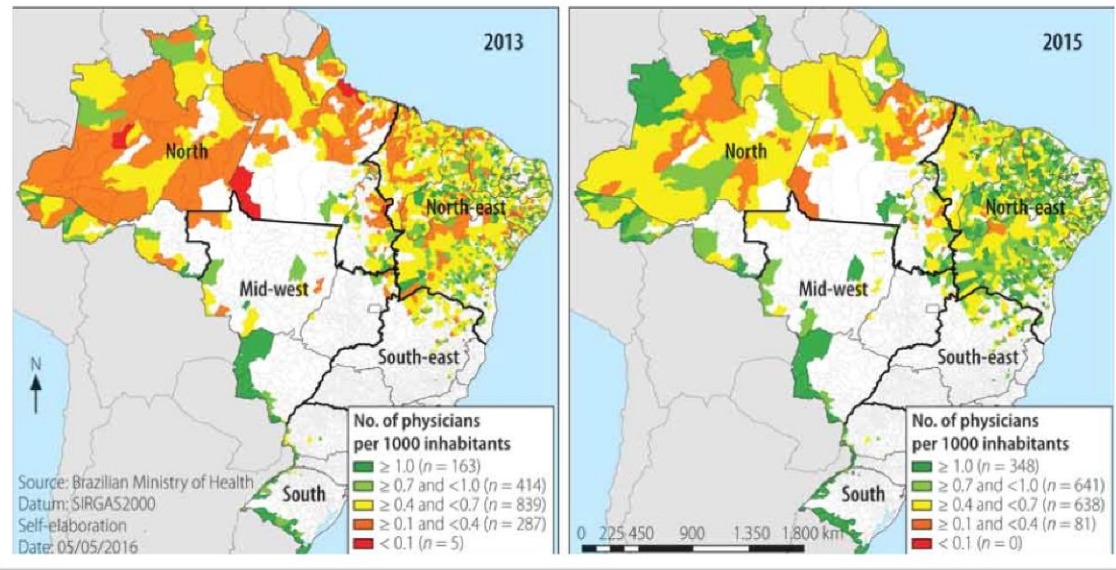 2013
North
North-east
Mid-west
South-east
South
N
Source: Brazilian Ministry of Health
Datum: SIRGAS2000
Self-elaboration
Date: 05/05/2016
No. of physicians
per 1000 inhabitants
≥ 1.0 (n = 163)
≥ 0.7 and <1.0 (n = 414)
≥ 0.4 and <0.7 (n = 839)
≥ 0.1 and <0.4 (n = 287)
< 0.1 (n = 5)
2015
North
North-east
Mid-west
South-east
South
No. of physicians
per 1000 inhabitants
≥ 1.0 (n = 348)
≥ 0.7 and <1.0 (n = 641)
≥ 0.4 and <0.7 (n = 638)
≥ 0.1 and <0.4 (n = 81)
< 0.1 (n = 0)
0 225 450 900 1.350 1.800 km